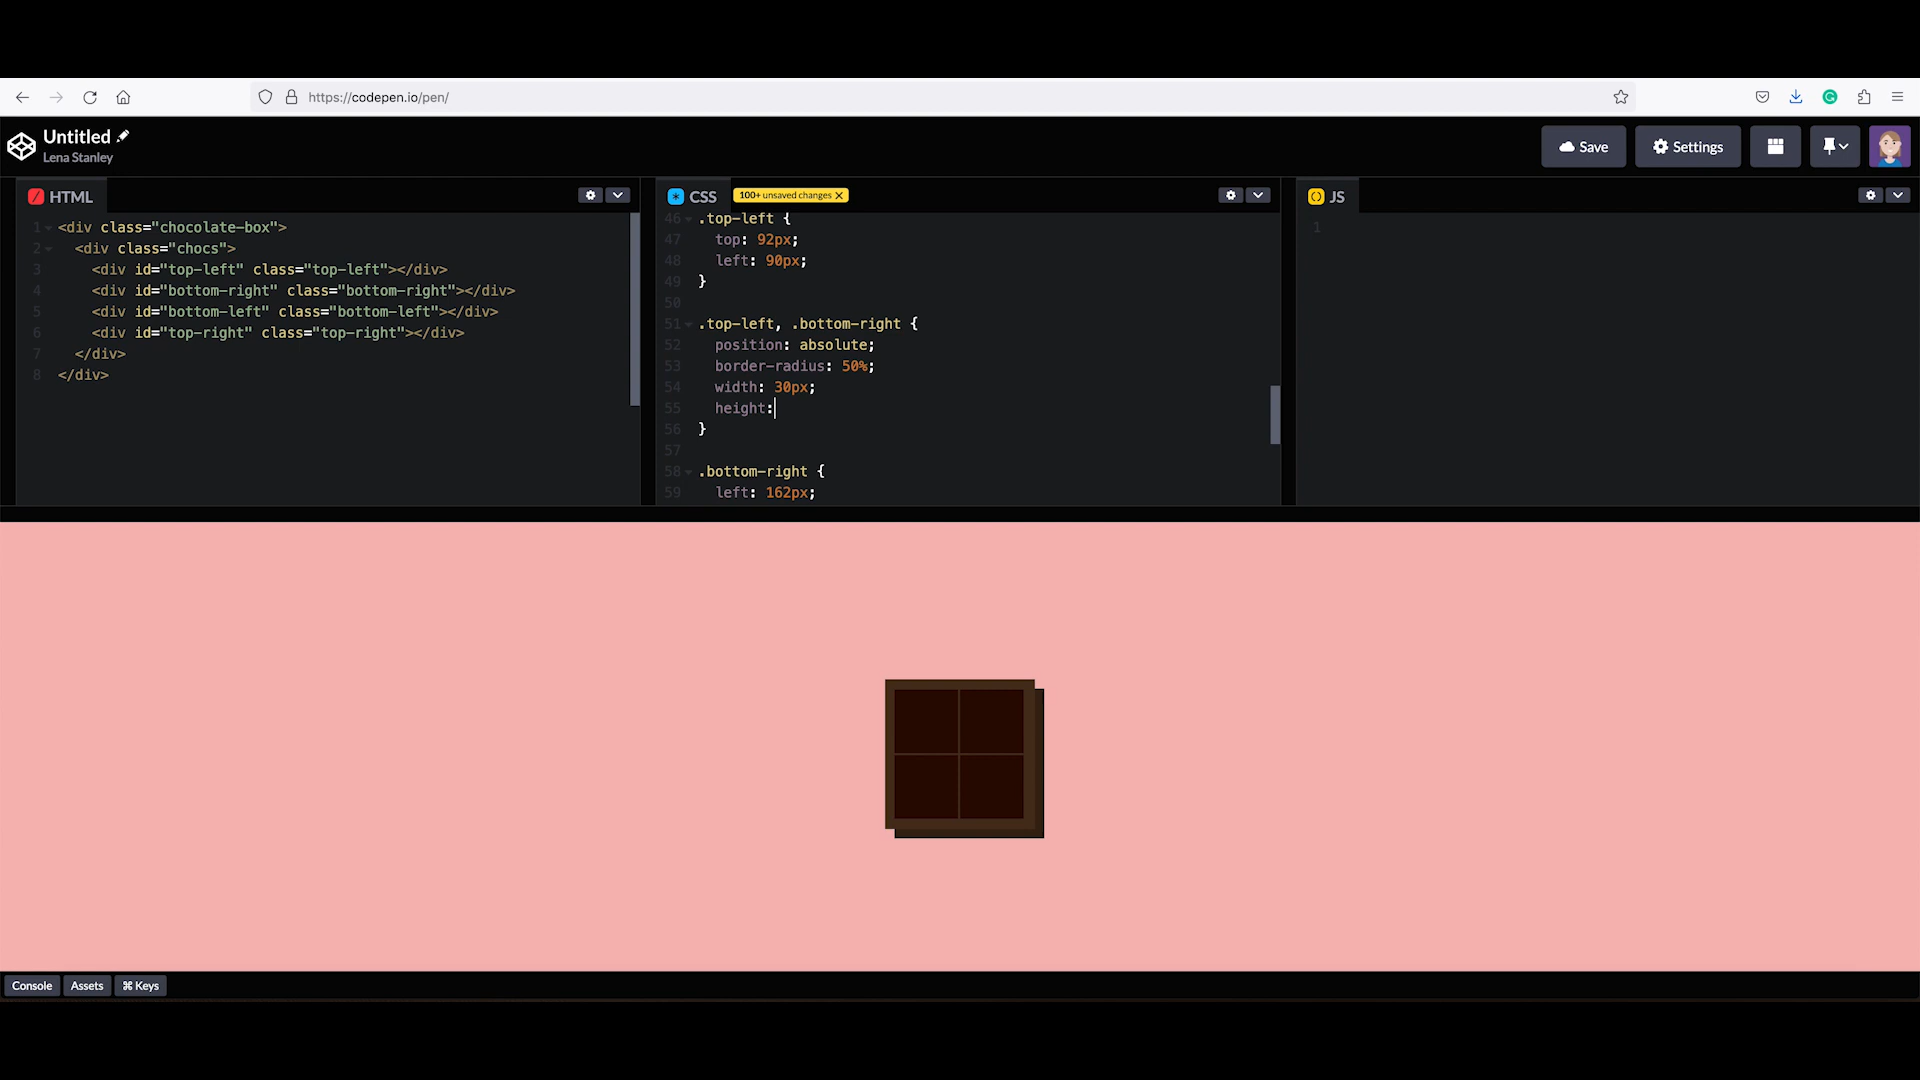 https://codepen.io/pen/
Untitled
Lena Stanley
Save
Settings
HTML
1 <div class="chocolate-box">
2 <div class="chocs">
3 <div id="top-left" class="top-left"></div>
4 <div id="bottom-right" class="bottom-right"></div>
5 <div id="bottom-left" class="bottom-left"></div>
6 <div id="top-right" class="top-right"></div>
7 </div>
8 </div>
CSS
100+ unsaved changes X
46 .top-left {
47 top: 92px;
48 left: 90px;
49 }
50
51 .top-left, .bottom-right {
52 position: absolute;
53 border-radius: 50%;
54 width: 30px;
55 height:
56 }
57
58 .bottom-right {
59 left: 162px;
JS
1
Console
Assets
⌘ Keys